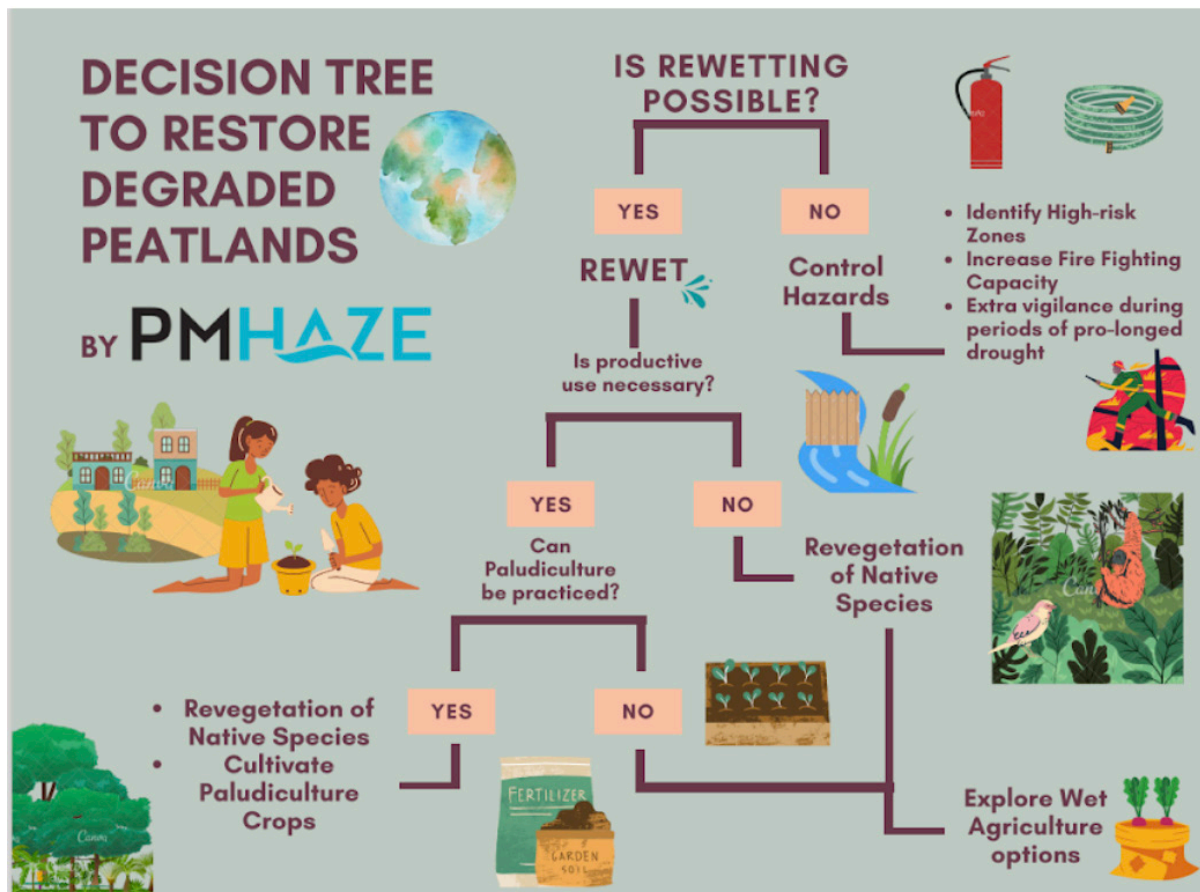 DECISION TREE
TO RESTORE
DEGRADED
PEATLANDS
BY PMHAZE
IS REWETTING
POSSIBLE?
YES
NO
REWET
Control
Hazards
• Identify High-risk
Zones
• Increase Fire Fighting
Capacity
• Extra vigilance during
periods of pro-longed
drought
Is productive
use necessary?
YES
NO
Can
Paludiculture
be practiced?
Revegetation
of Native
Species
YES
NO
• Revegetation of
Native Species
• Cultivate
Paludiculture
Crops
Explore Wet
Agriculture
options
FERTILIZER
GARDEN
SOIL
Canva
Canva
Canva